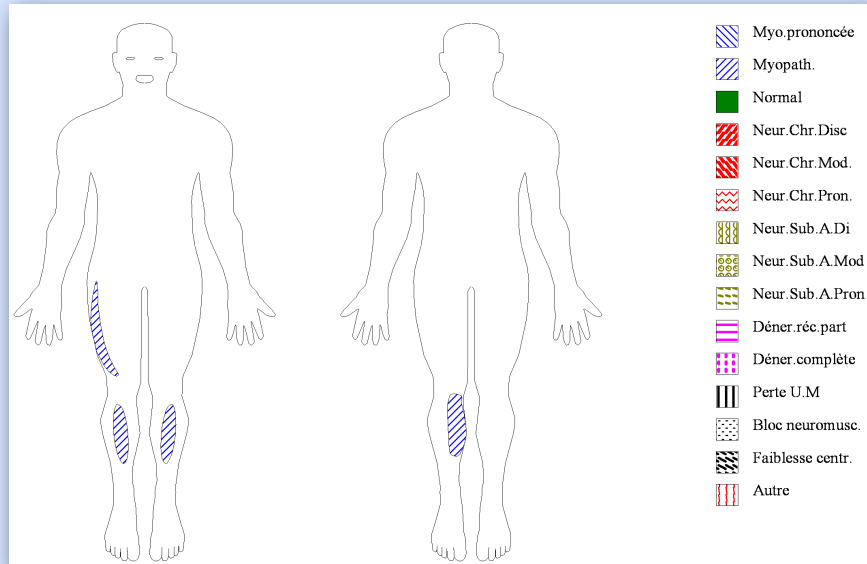 Myo.prononcée
Myopath.
Normal
Neur.Chr.Disc
Neur.Chr.Mod.
Neur.Chr.Pron.
Neur.Sub.A.Di
Neur.Sub.A.Mod
Neur.Sub.A.Pron
Déner.réc.part
Déner.complète
Perte U.M
Bloc neuromusc.
Faiblesse centr.
Autre